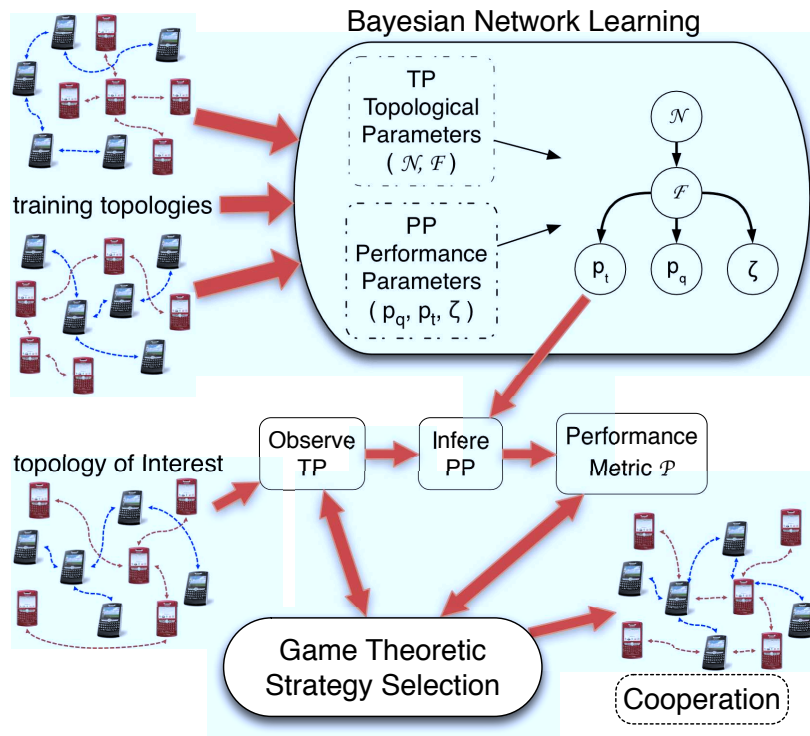 Bayesian Network Learning
TP
Topological
Parameters
( 𝒩, ℱ )
PP
Performance
Parameters
( p_q, p_t, ζ )
𝒩
ℱ
p_t
p_q
ζ
training topologies
topology of Interest
Observe
TP
Infere
PP
Performance
Metric 𝒫
Game Theoretic
Strategy Selection
Cooperation